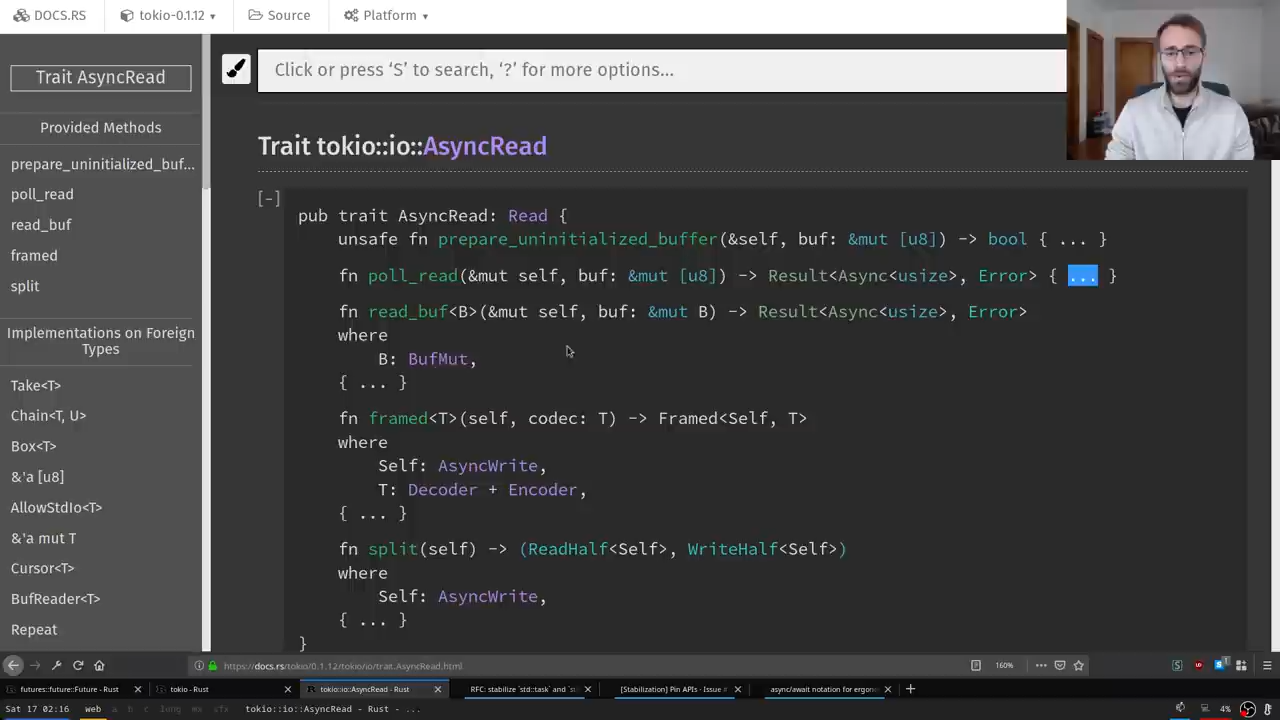 DOCS.RS tokio-0.1.12 Source Platform
Trait AsyncRead
Click or press ‘S’ to search, ‘?’ for more options...
Provided Methods
prepare_uninitialized_buf...
poll_read
read_buf
framed
split
Implementations on Foreign
Types
Take<T>
Chain<T, U>
Box<T>
&'a [u8]
AllowStdIo<T>
&'a mut T
Cursor<T>
BufReader<T>
Repeat
Trait tokio::io::AsyncRead
[-]
pub trait AsyncRead: Read {
unsafe fn prepare_uninitialized_buffer(&self, buf: &mut [u8]) -> bool { ... }
fn poll_read(&mut self, buf: &mut [u8]) -> Result<Async<usize>, Error> { ... }
fn read_buf<B>(&mut self, buf: &mut B) -> Result<Async<usize>, Error>
where
B: BufMut,
{ ... }
fn framed<T>(self, codec: T) -> Framed<Self, T>
where
Self: AsyncWrite,
T: Decoder + Encoder,
{ ... }
fn split(self) -> (ReadHalf<Self>, WriteHalf<Self>)
where
Self: AsyncWrite,
{ ... }
}
https://docs.rs/tokio/0.1.12/tokio/io/trait.AsyncRead.html 160%
futures::future::Future - Rust tokio - Rust tokio::io::AsyncRead - Rust RFC: stabilize `std::task` and `s [Stabilization] Pin APIs · Issue # async/await notation for ergono
Sat 17 02:16 web a h c long mx sfx tokio::io::AsyncRead - Rust - ... 4%